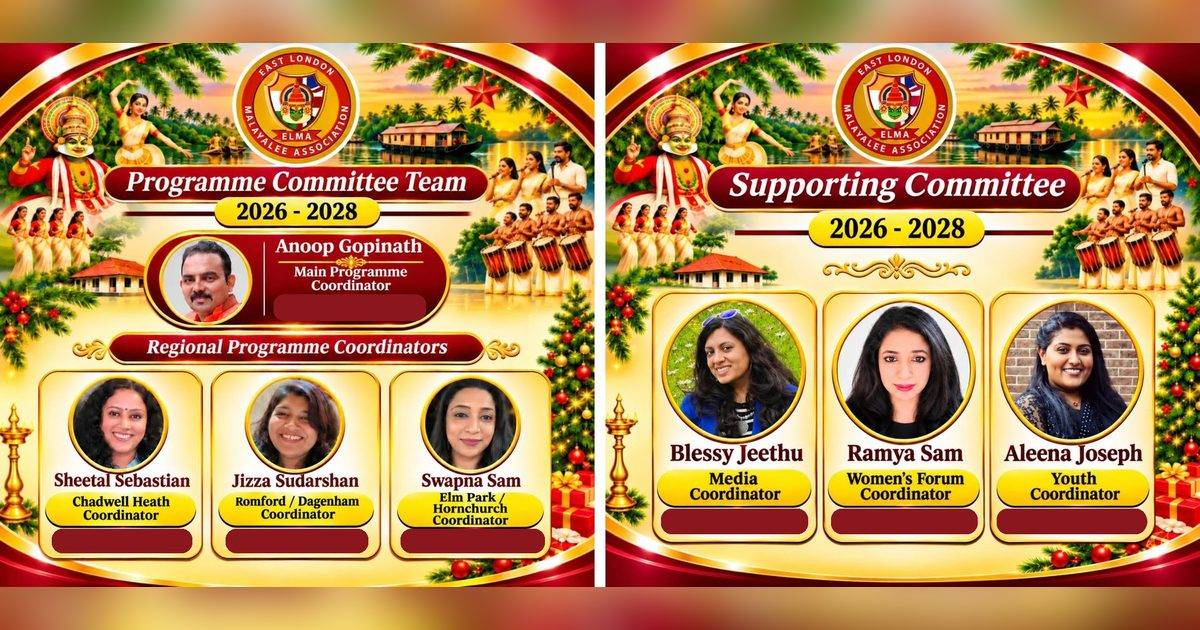 EAST LONDON
MALAYALEE ASSOCIATION
ELMA
Programme Committee Team
2026 - 2028
Anoop Gopinath
Main Programme
Coordinator
Regional Programme Coordinators
Sheetal Sebastian
Chadwell Heath
Coordinator
Jizza Sudarshan
Romford / Dagenham
Coordinator
Swapna Sam
Elm Park /
Hornchurch
Coordinator
EAST LONDON
MALAYALEE ASSOCIATION
ELMA
Supporting Committee
2026 - 2028
Blessy Jeethu
Media
Coordinator
Ramya Sam
Women's Forum
Coordinator
Aleena Joseph
Youth
Coordinator